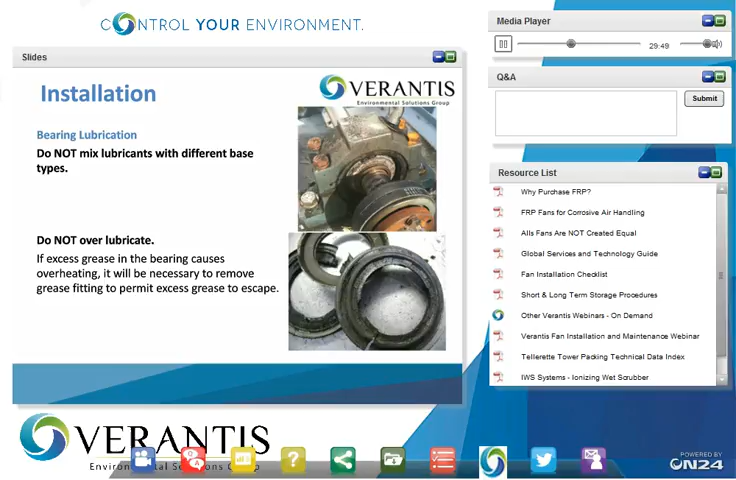 CONTROL YOUR ENVIRONMENT.
Slides
VERANTIS
Environmental Solutions Group
Installation
Bearing Lubrication
Do NOT mix lubricants with different base
types.
Do NOT over lubricate.
If excess grease in the bearing causes
overheating, it will be necessary to remove
grease fitting to permit excess grease to escape.
Media Player
29:49
Q&A
Submit
Resource List
Why Purchase FRP?
FRP Fans for Corrosive Air Handling
Alls Fans Are NOT Created Equal
Global Services and Technology Guide
Fan Installation Checklist
Short & Long Term Storage Procedures
Other Verantis Webinars - On Demand
Verantis Fan Installation and Maintenance Webinar
Tellerette Tower Packing Technical Data Index
IWS Systems - Ionizing Wet Scrubber
VERANTIS
Environmental Solutions Group
Q A
?
POWERED BY
ON24